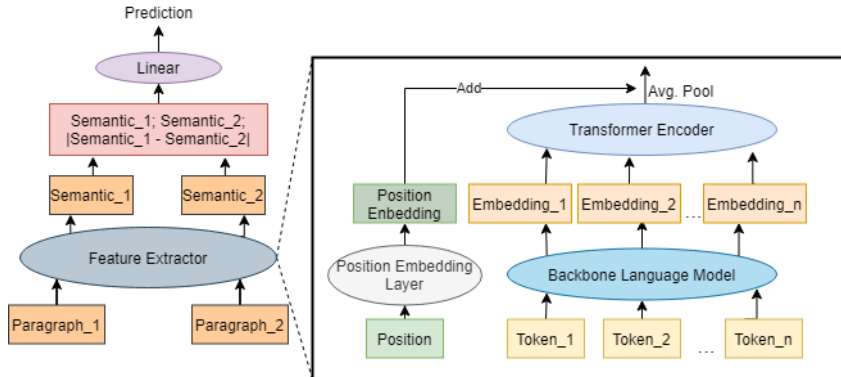 Prediction
Linear
Semantic_1; Semantic_2;
|Semantic_1 - Semantic_2|
Semantic_1
Semantic_2
Feature Extractor
Paragraph_1
Paragraph_2
Add
Avg. Pool
Transformer Encoder
Position
Enbedding
Embedding_1
Embedding_2
...
Embedding_n
Position Embedding
Layer
Backbone Language Model
Position
Token_1
Token_2
...
Token_n